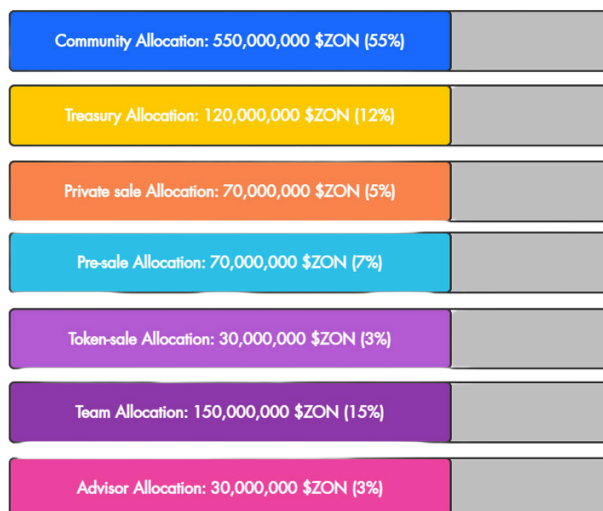 Community Allocation: 550,000,000 $ZON (55%)
Treasury Allocation: 120,000,000 $ZON (12%)
Private sale Allocation: 70,000,000 $ZON (5%)
Pre-sale Allocation: 70,000,000 $ZON (7%)
Token-sale Allocation: 30,000,000 $ZON (3%)
Team Allocation: 150,000,000 $ZON (15%)
Advisor Allocation: 30,000,000 $ZON (3%)